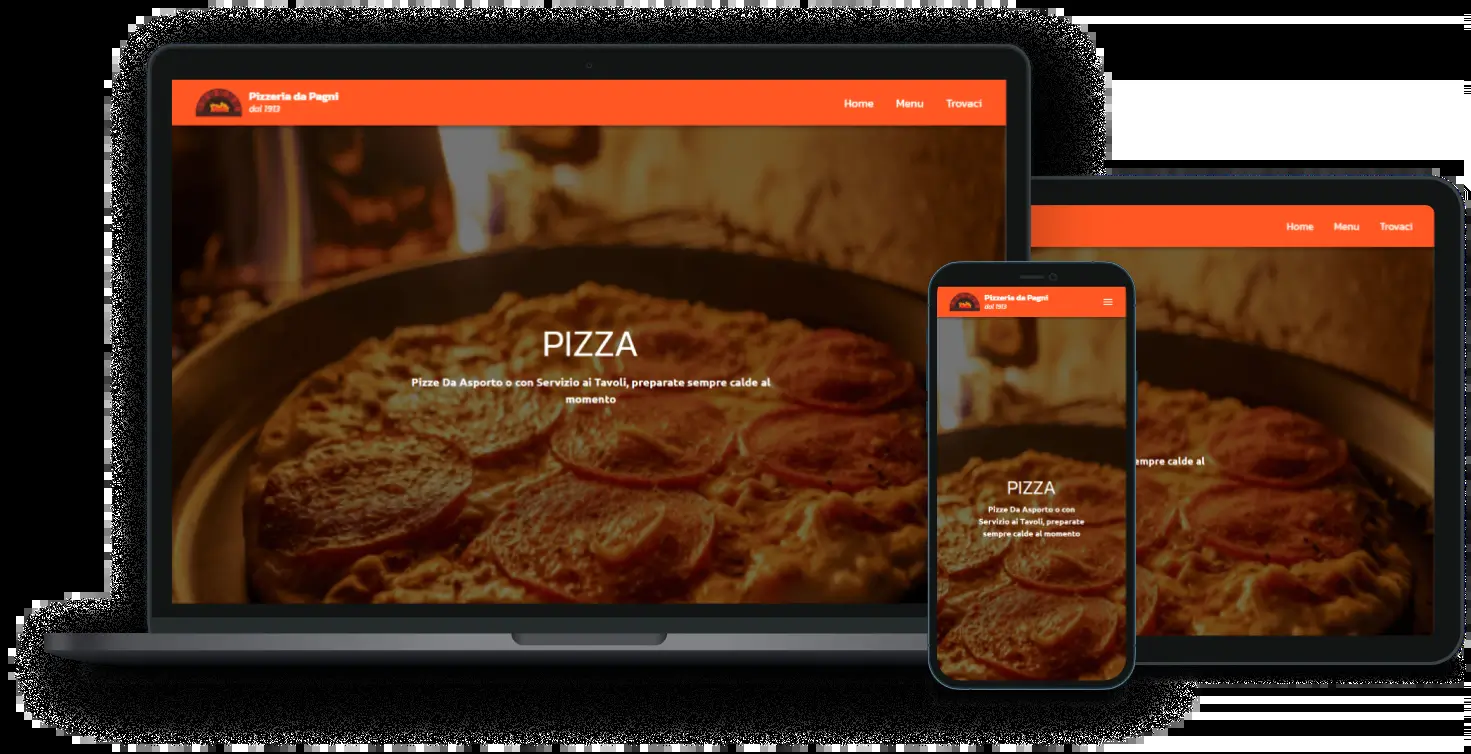 Pizzeria da Pagni
dal 1913
Home Menu Trovaci
PIZZA
Pizze Da Asporto o con Servizio ai Tavoli, preparate sempre calde al
momento
Home Menu Trovaci
empre calde al
Pizzeria da Pagni
dal 1913
PIZZA
Pizze Da Asporto o con
Servizio ai Tavoli, preparate
sempre calde al momento